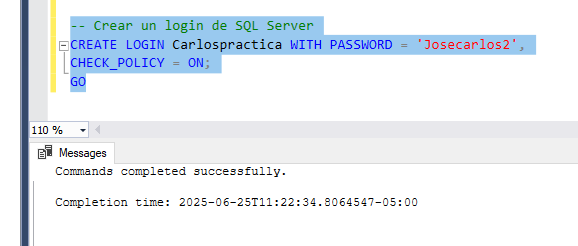 -- Crear un login de SQL Server
CREATE LOGIN Carlospractica WITH PASSWORD = 'Josecarlos2',
CHECK_POLICY = ON;
GO
110 %
Messages
Commands completed successfully.
Completion time: 2025-06-25T11:22:34.8064547-05:00